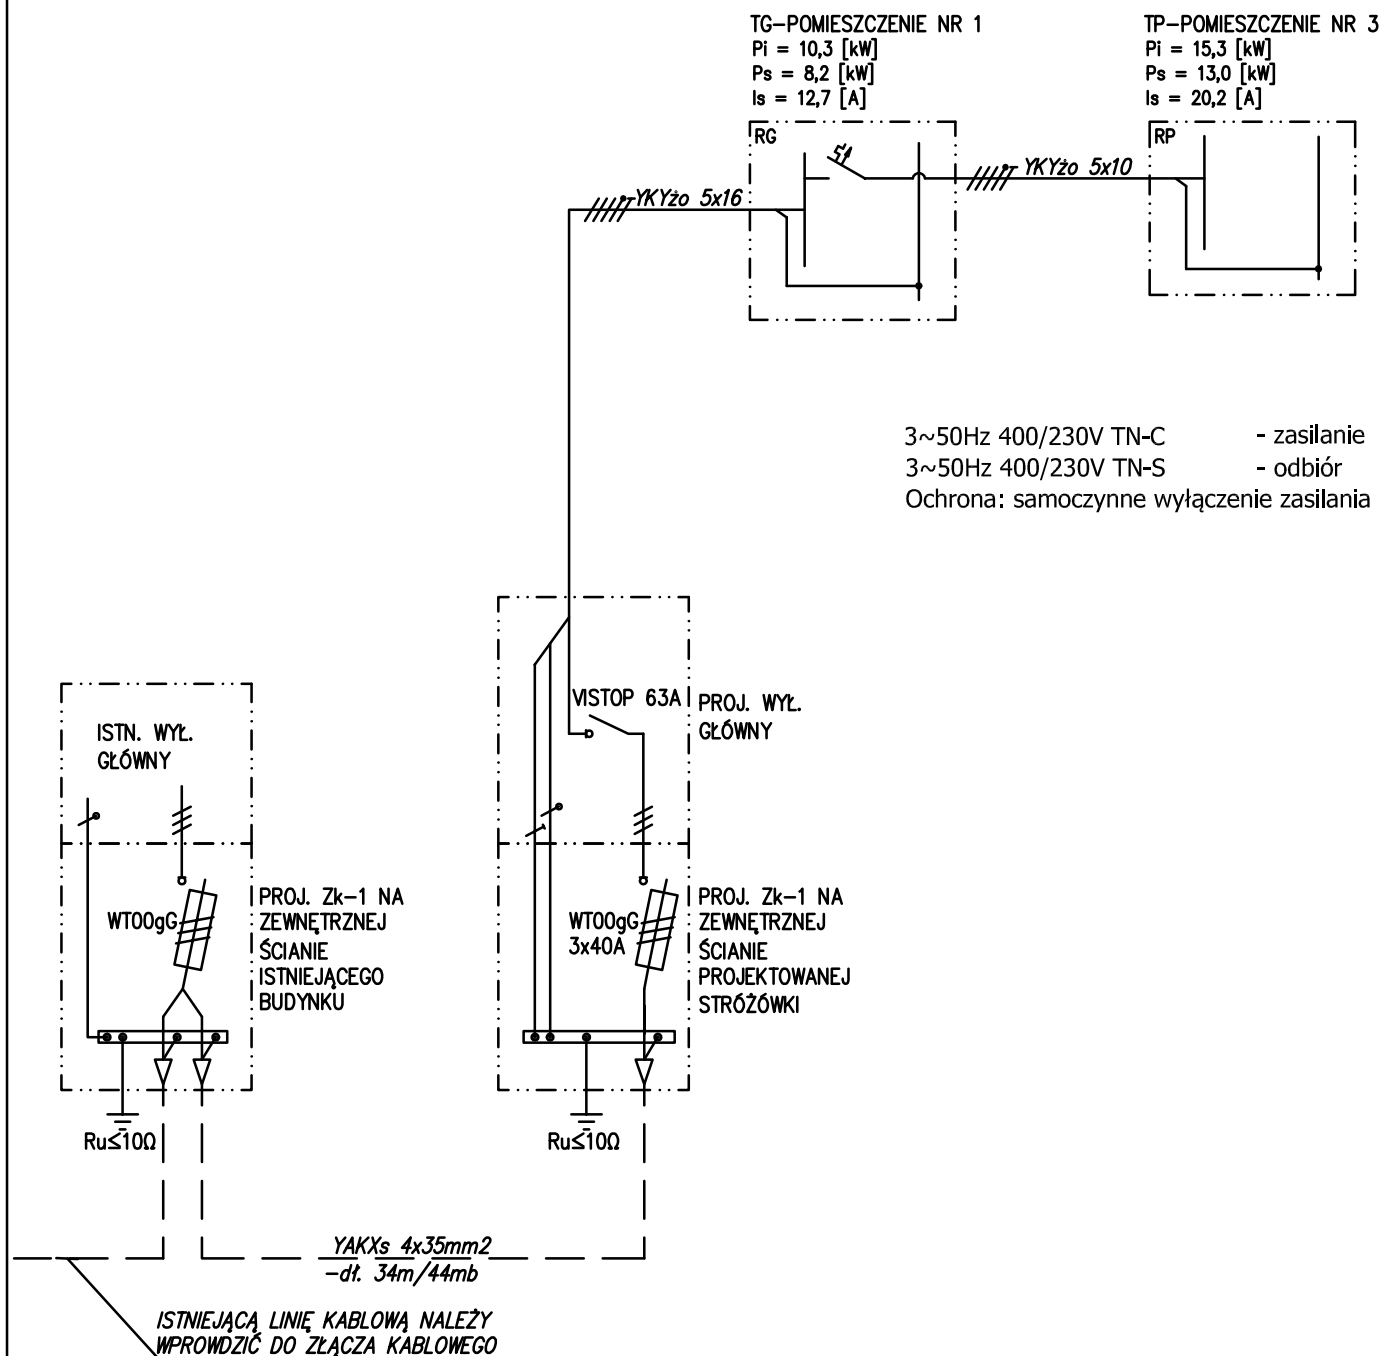 TG-POMIESZCZENIE NR 1
Pi = 10,3 [kW]
Ps = 8,2 [kW]
Is = 12,7 [A]
TP-POMIESZCZENIE NR 3
Pi = 15,3 [kW]
Ps = 13,0 [kW]
Is = 20,2 [A]
RG
RP
YKYżo 5x10
YKYżo 5x16
3~50Hz 400/230V TN-C - zasilanie
3~50Hz 400/230V TN-S - odbiór
Ochrona: samoczynne wyłączenie zasilania
VISTOP 63A
PROJ. WYŁ.
GŁÓWNY
ISTN. WYŁ.
GŁÓWNY
WT00gG
PROJ. Zk-1 NA
ZEWNĘTRZNEJ
ŚCIANIE
ISTNIEJĄCEGO
BUDYNKU
WT00gG
3x40A
PROJ. Zk-1 NA
ZEWNĘTRZNEJ
ŚCIANIE
PROJEKTOWANEJ
STRÓŻÓWKI
Ru≤10Ω
Ru≤10Ω
YAKXs 4x35mm2
-dł. 34m/44mb
ISTNIEJĄCĄ LINIĘ KABLOWĄ NALEŻY
WPROWDZIĆ DO ZŁĄCZA KABLOWEGO